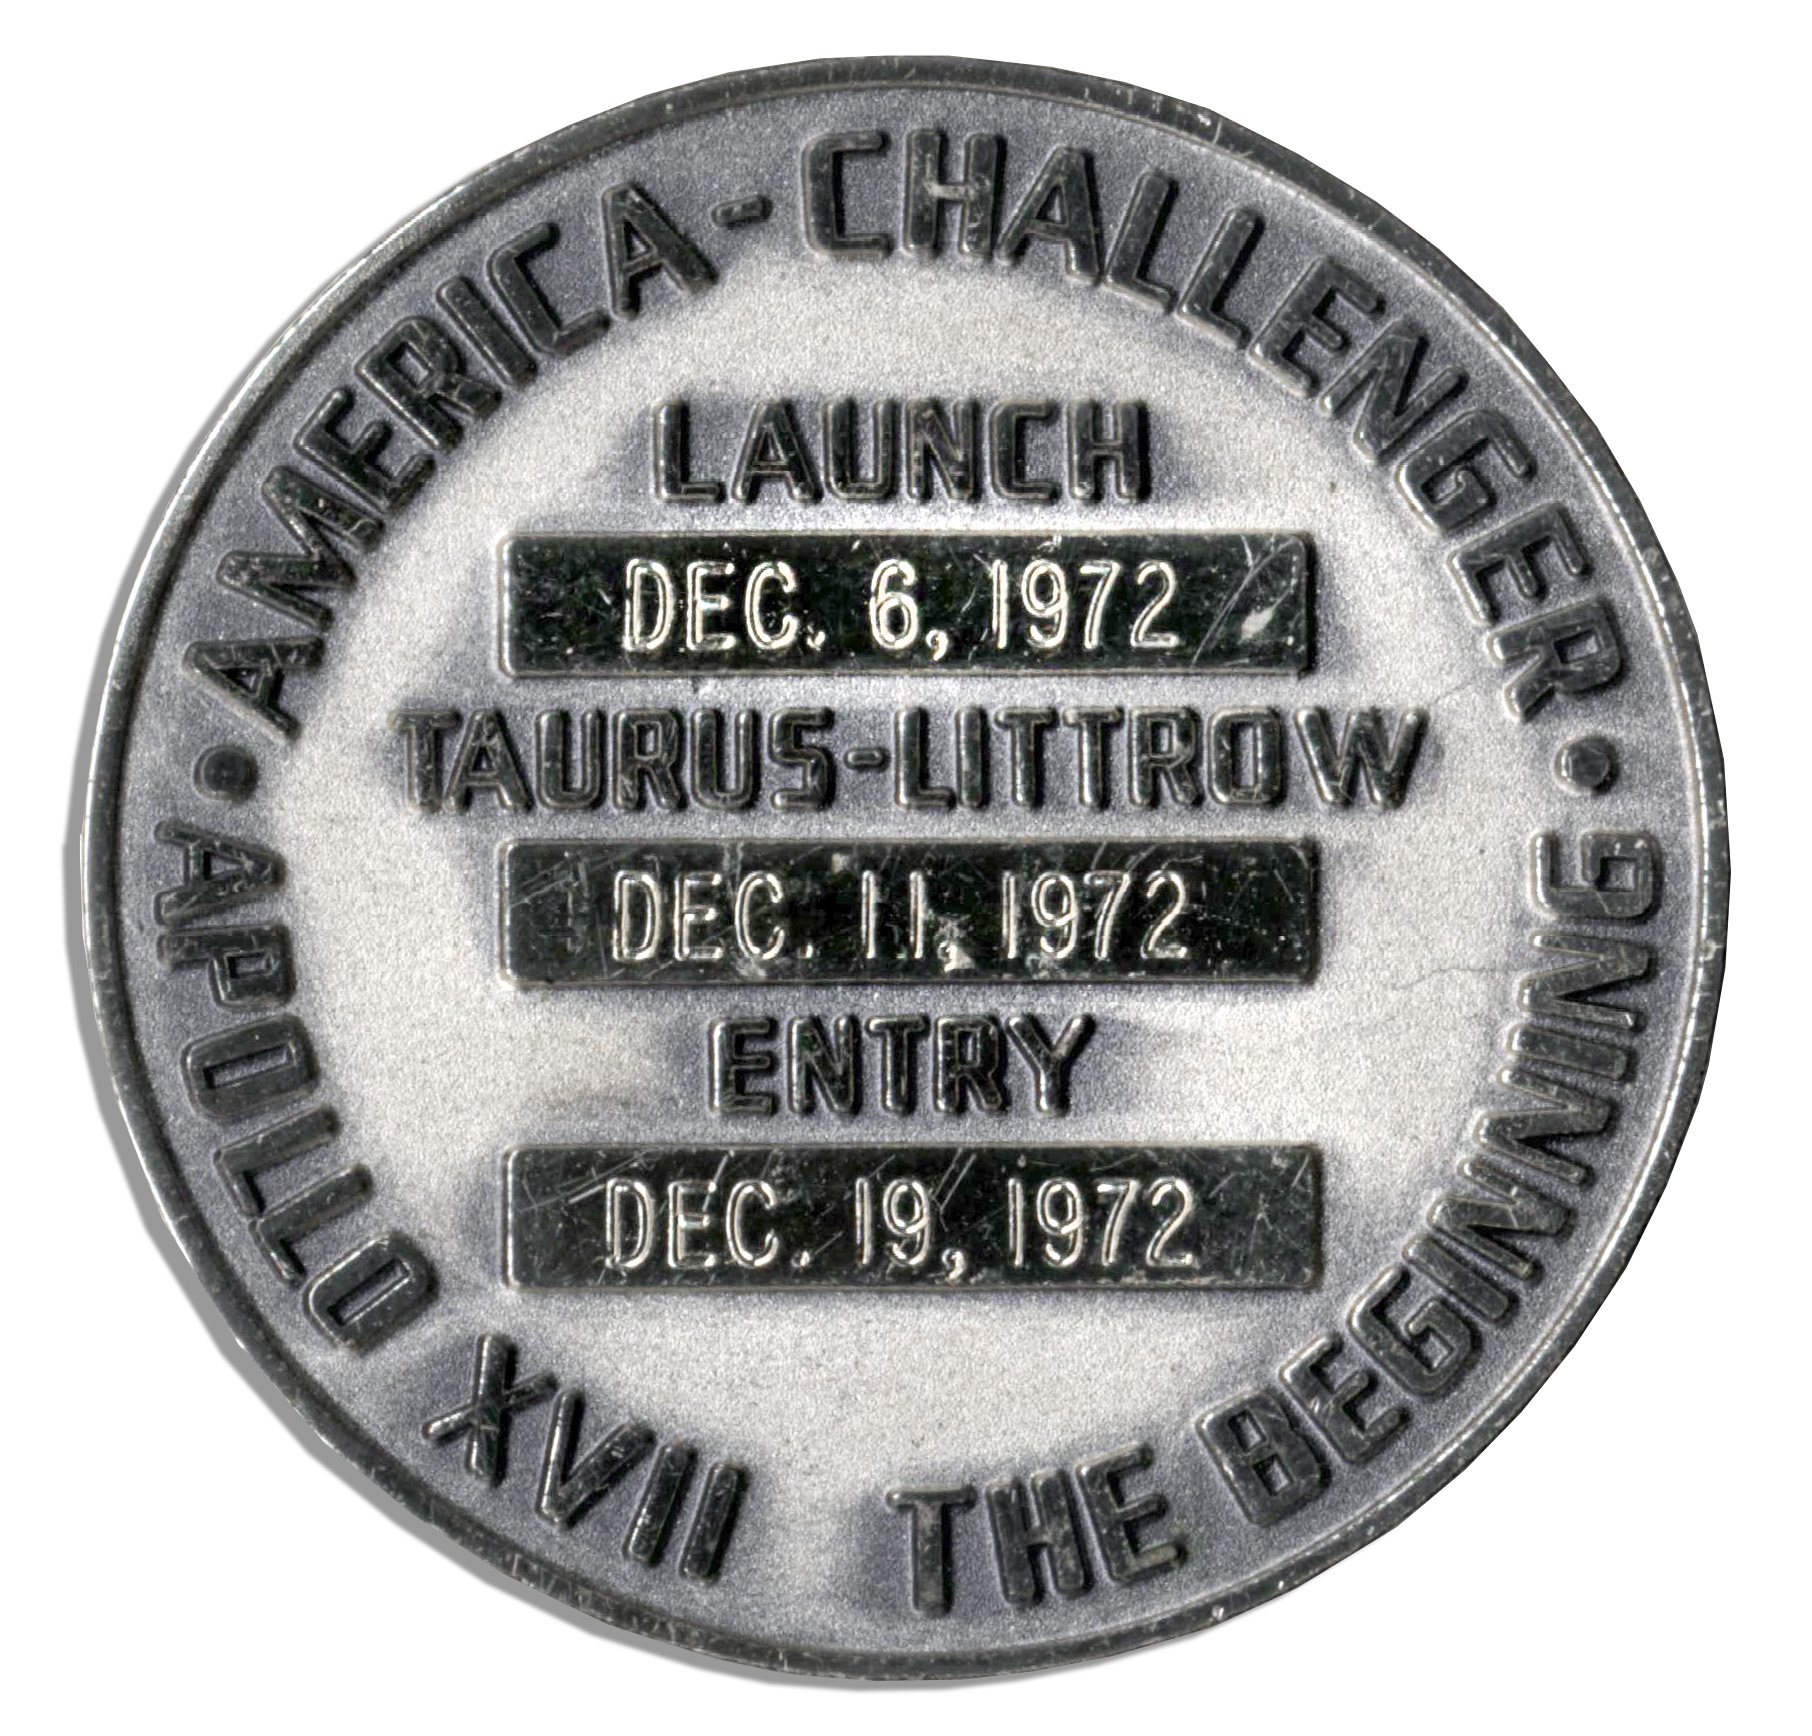 AMERICA - CHALLENGER
LAUNCH
DEC. 6, 1972
TAURUS-LITTROW
DEC. 11, 1972
ENTRY
DEC. 19, 1972
APOLLO XVII THE BEGINNING